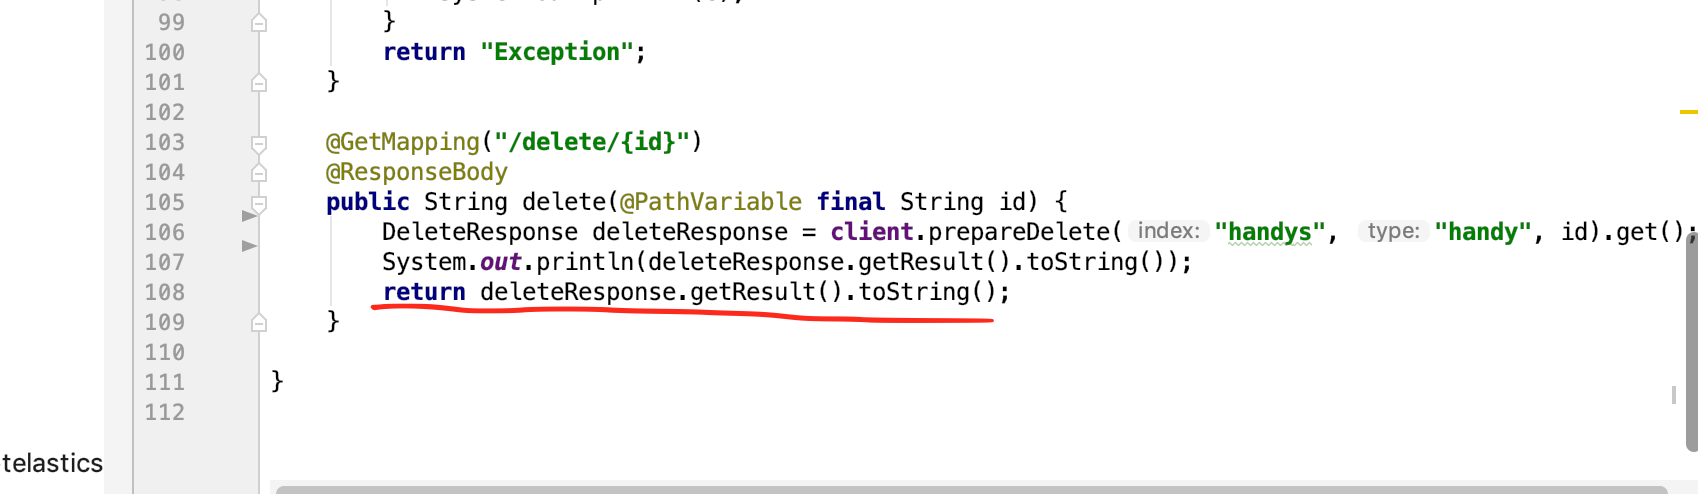 99 }
100 return "Exception";
101 }
102
103 @GetMapping("/delete/{id}")
104 @ResponseBody
105 public String delete(@PathVariable final String id) {
106 DeleteResponse deleteResponse = client.prepareDelete( index: "handys", type: "handy", id).get();
107 System.out.println(deleteResponse.getResult().toString());
108 return deleteResponse.getResult().toString();
109 }
110
111 }
112
telastics